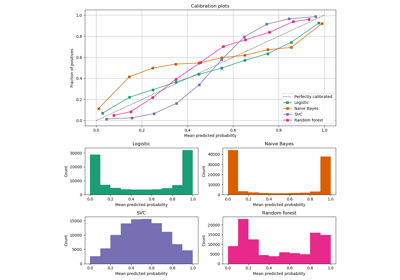 Calibration plots
1.0
0.8
0.6
0.4
0.2
0.0
Fraction of positives
Perfectly calibrated
Logistic
Naive Bayes
SVC
Random forest
0.0 0.2 0.4 0.6 0.8 1.0
Mean predicted probability
Logistic
30000
20000
10000
0
Count
0.0 0.2 0.4 0.6 0.8 1.0
Mean predicted probability
Naive Bayes
40000
30000
20000
10000
0
Count
0.0 0.2 0.4 0.6 0.8 1.0
Mean predicted probability
SVC
15000
10000
5000
0
Count
0.0 0.2 0.4 0.6 0.8 1.0
Mean predicted probability
Random forest
20000
15000
10000
5000
0
Count
0.0 0.2 0.4 0.6 0.8 1.0
Mean predicted probability